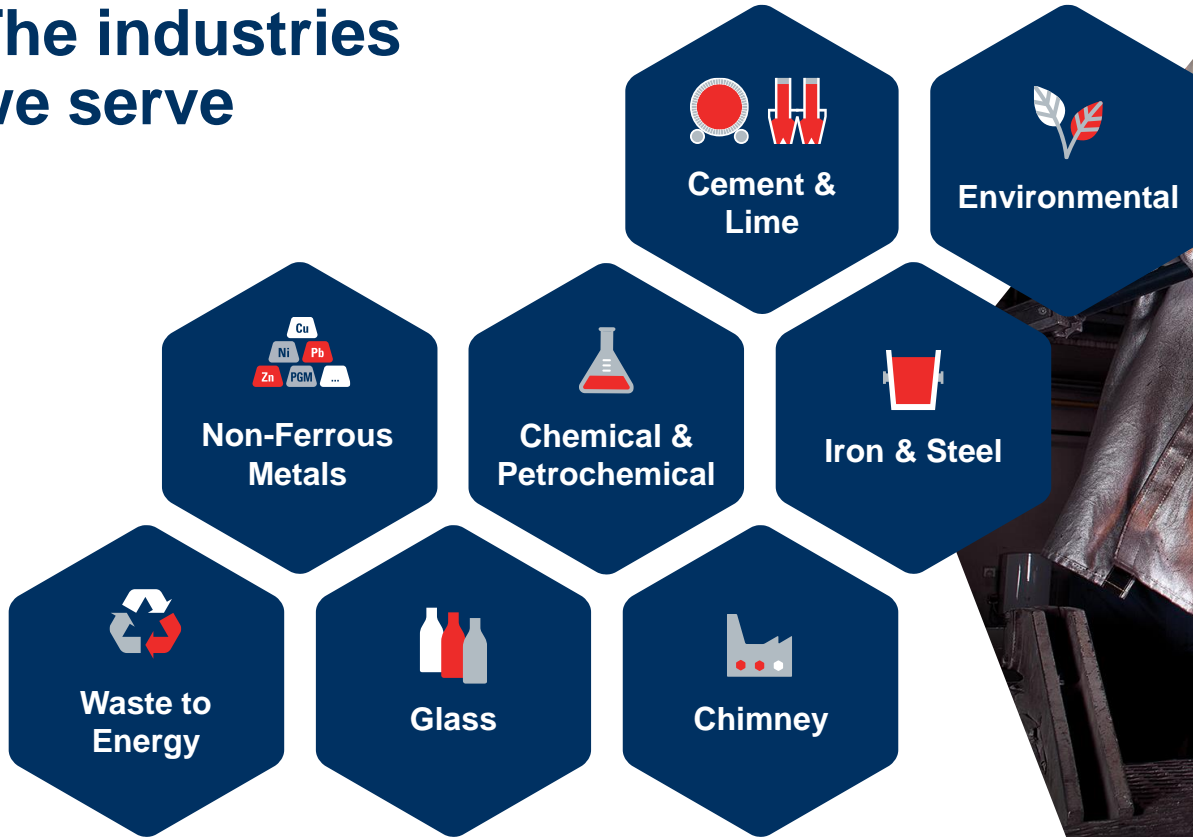 The industries
we serve
Cement &
Lime
Environmental
Cu
Ni Pb
Zn PGM ...
Non-Ferrous
Metals
Chemical &
Petrochemical
Iron & Steel
Waste to
Energy
Glass
Chimney